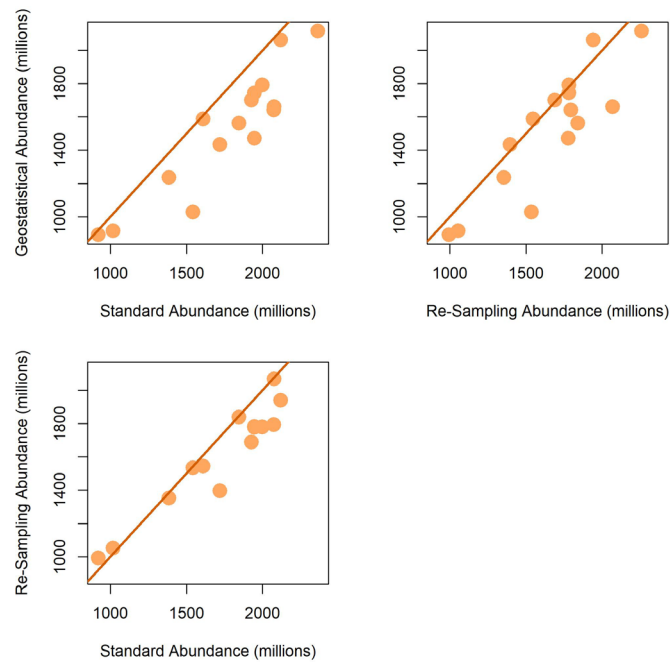 Geostatistical Abundance (millions)
1000 1400 1800
1000 1500 2000
Standard Abundance (millions)
1000 1400 1800
1000 1500 2000
Re-Sampling Abundance (millions)
Re-Sampling Abundance (millions)
1000 1400 1800
1000 1500 2000
Standard Abundance (millions)